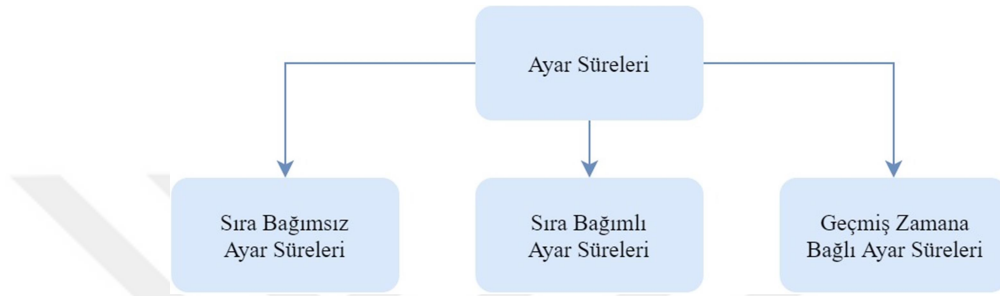 Ayar Süreleri
Sıra Bağımsız
Ayar Süreleri
Sıra Bağımlı
Ayar Süreleri
Geçmiş Zamana
Bağlı Ayar Süreleri